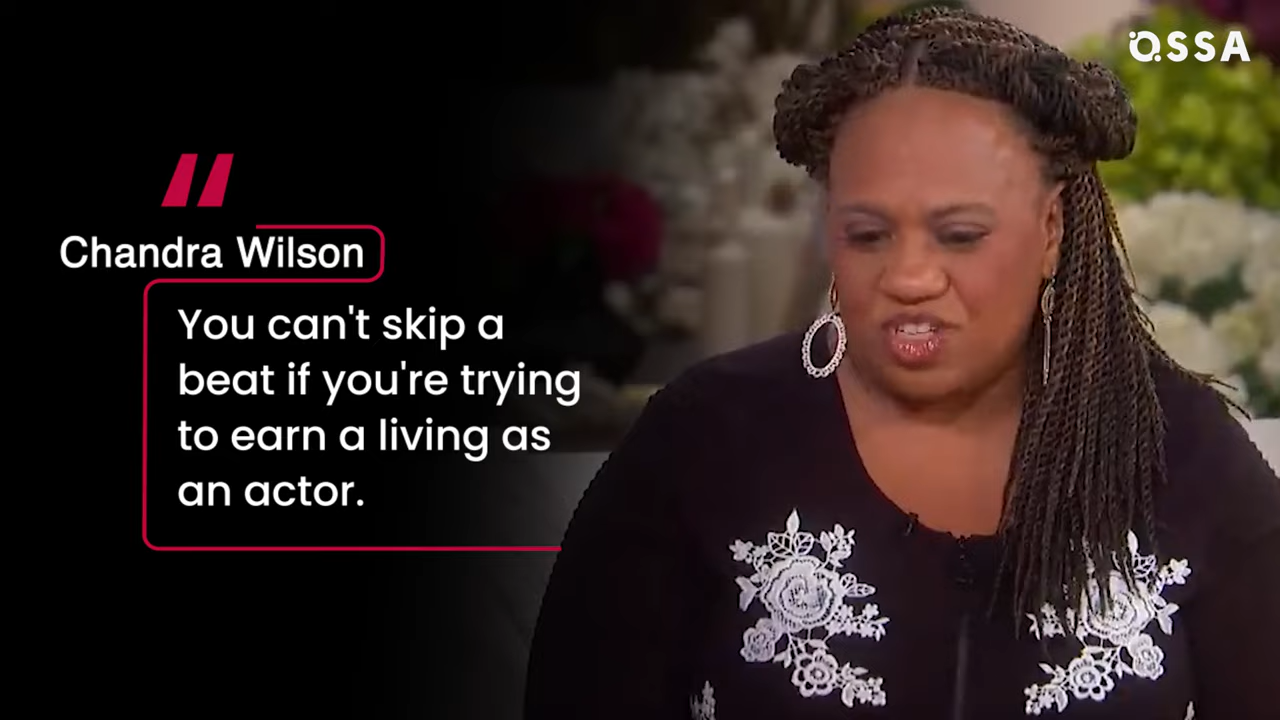 OSSA
Chandra Wilson
You can't skip a
beat if you're trying
to earn a living as
an actor.